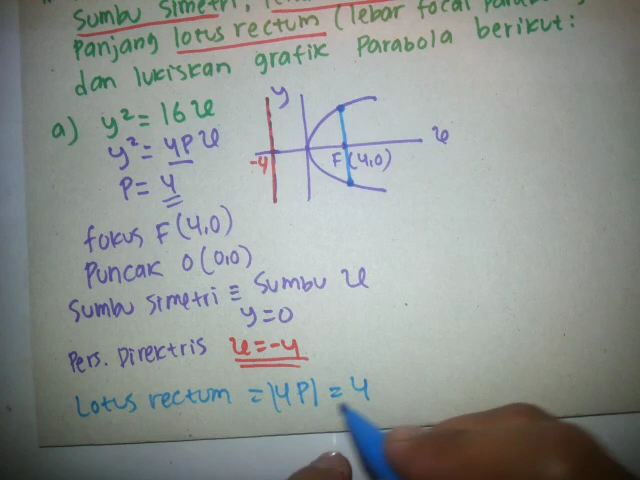 Sumbu Simetri,
Panjang lotus rectum (lebar focal Parabola
dan lukiskan grafik Parabola berikut:
a) y² = 16x
y² = 4Px
P = 4
y
x
-4
F (4,0)
fokus F(4,0)
Puncak O(0,0)
Sumbu Simetri ≡ Sumbu x
y=0
Pers. Direktris x=-4
Lotus rectum = |4P| = 4